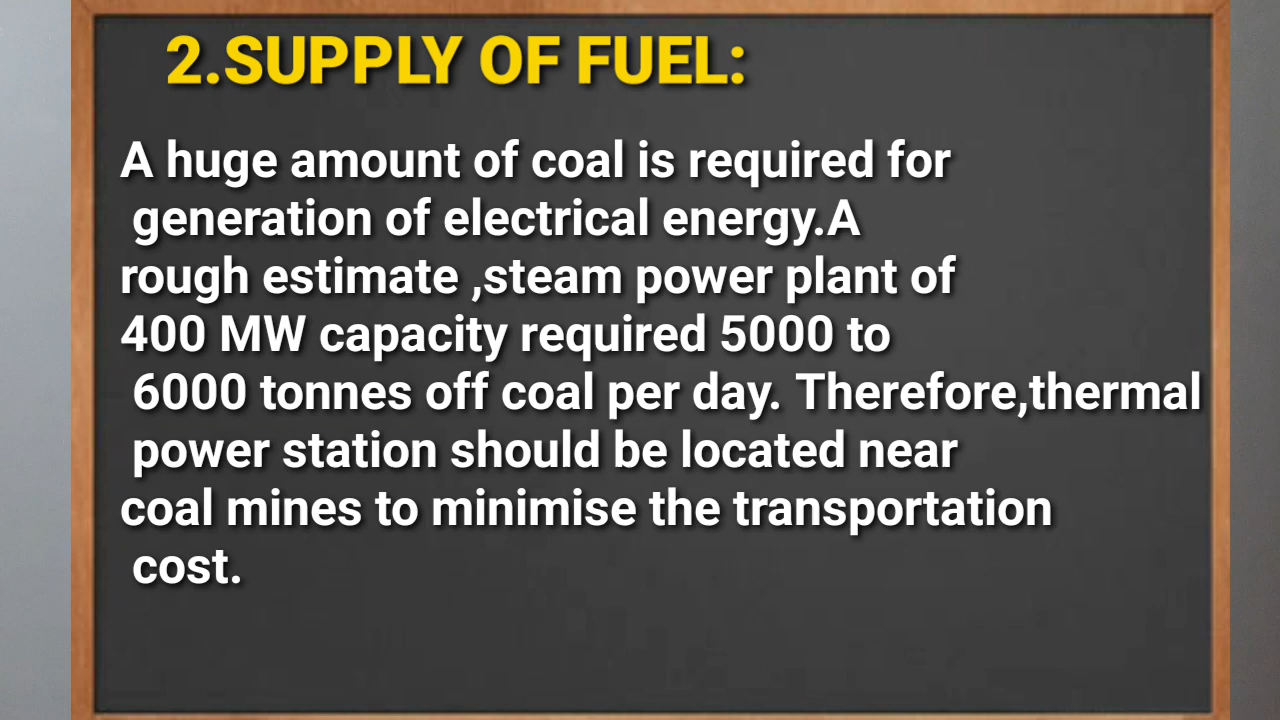 2.SUPPLY OF FUEL:
A huge amount of coal is required for
generation of electrical energy.A
rough estimate ,steam power plant of
400 MW capacity required 5000 to
6000 tonnes off coal per day. Therefore,thermal
power station should be located near
coal mines to minimise the transportation
cost.